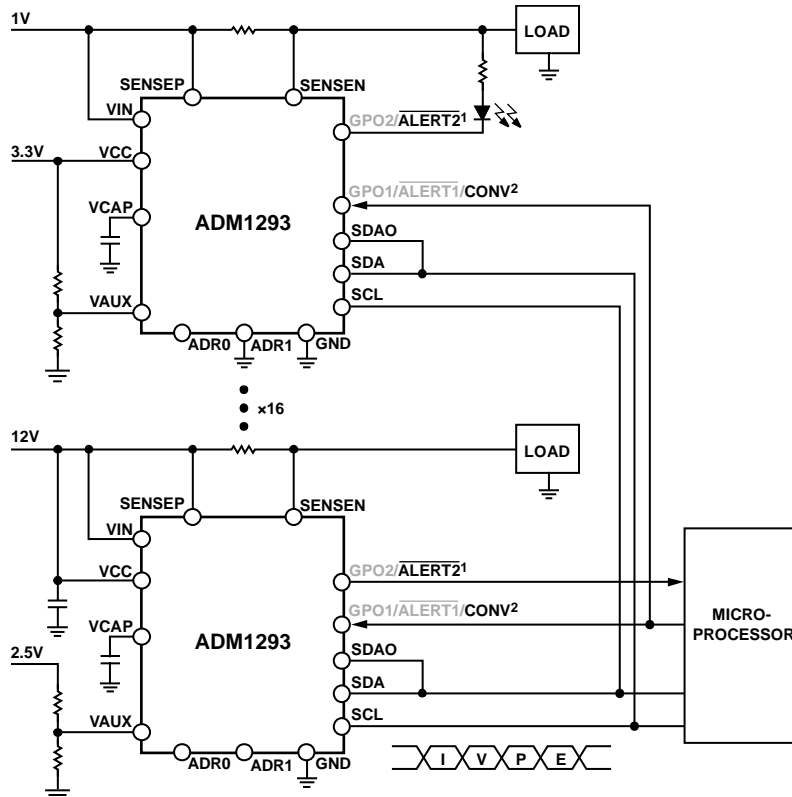 1V
LOAD
SENSEP
SENSEN
VIN
GPO2/ALERT2¹
3.3V
VCC
GPO1/ALERT1/CONV²
VCAP
ADM1293
SDAO
SDA
SCL
VAUX
ADR0
ADR1
GND
×16
12V
LOAD
SENSEP
SENSEN
VIN
GPO2/ALERT2¹
VCC
GPO1/ALERT1/CONV²
MICRO-
PROCESSOR
VCAP
ADM1293
2.5V
SDAO
SDA
SCL
VAUX
ADR0
ADR1
GND
I V P E